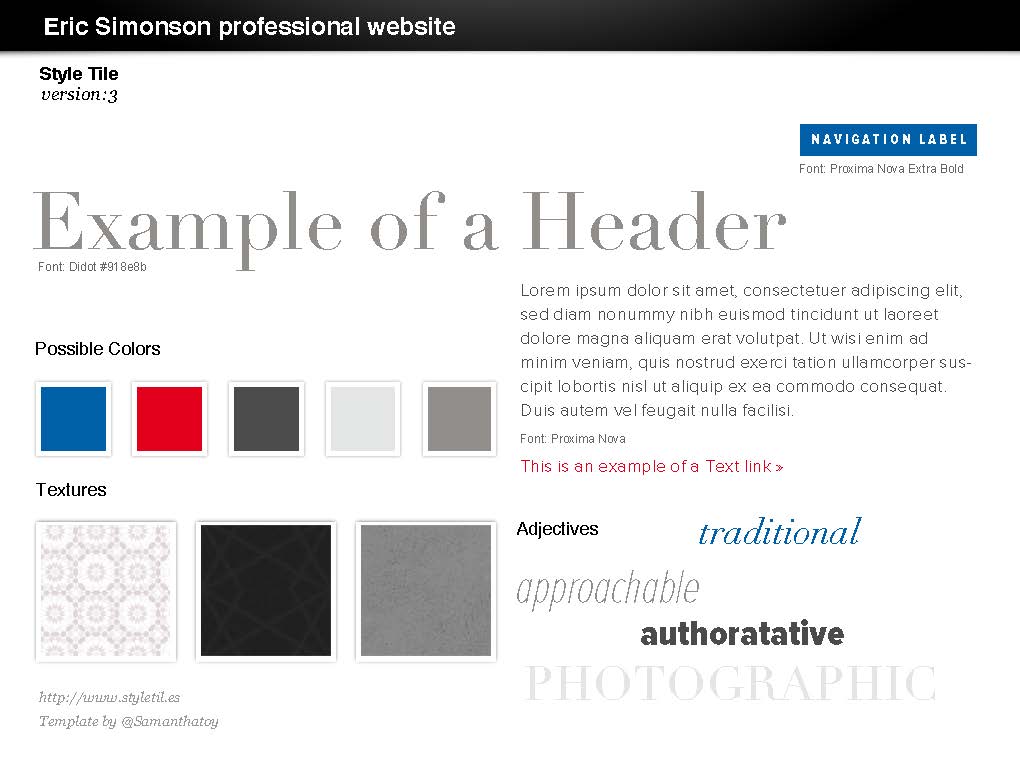 Eric Simonson professional website
Style Tile
version:3
NAVIGATION LABEL
Font: Proxima Nova Extra Bold
Example of a Header
Font: Didot #918e8b
Lorem ipsum dolor sit amet, consectetuer adipiscing elit,
sed diam nonummy nibh euismod tincidunt ut laoreet
dolore magna aliquam erat volutpat. Ut wisi enim ad
minim veniam, quis nostrud exerci tation ullamcorper sus-
cipit lobortis nisl ut aliquip ex ea commodo consequat.
Duis autem vel feugait nulla facilisi.
Font: Proxima Nova
This is an example of a Text link »
Possible Colors
Textures
Adjectives
traditional
approachable
authoratative
PHOTOGRAPHIC
http://www.styletil.es
Template by @Samanthatoy